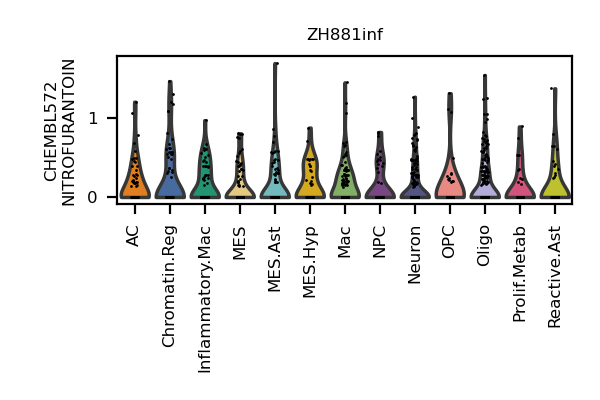 ZH881inf
CHEMBL572
NITROFURANTOIN
1
0
AC
Chromatin.Reg
Inflammatory.Mac
MES
MES.Ast
MES.Hyp
Mac
NPC
Neuron
OPC
Oligo
Prolif.Metab
Reactive.Ast